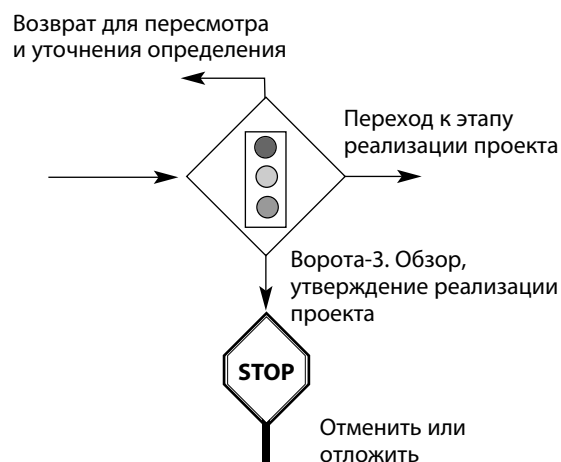 Возврат для пересмотра
и уточнения определения
Переход к этапу
реализации проекта
Ворота-3. Обзор,
утверждение реализации
проекта
STOP
Отменить или
отложить